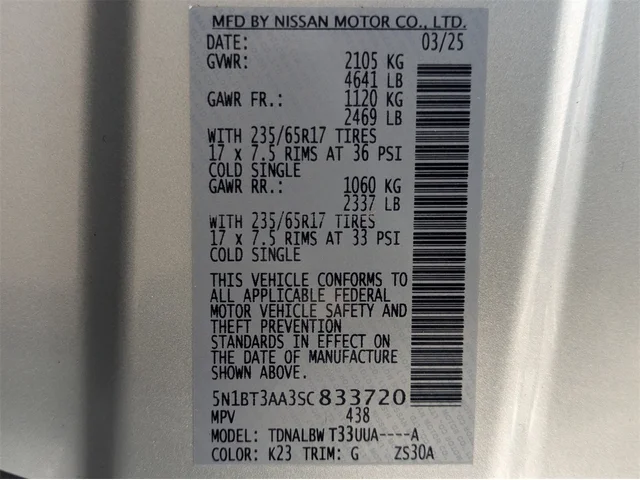 MFD BY NISSAN MOTOR CO., LTD.
DATE: 03/25
GVWR: 2105 KG
4641 LB
GAWR FR.: 1120 KG
2469 LB
WITH 235/65R17 TIRES
17 x 7.5 RIMS AT 36 PSI
COLD SINGLE
GAWR RR.: 1060 KG
2337 LB
WITH 235/65R17 TIRES
17 x 7.5 RIMS AT 33 PSI
COLD SINGLE
THIS VEHICLE CONFORMS TO
ALL APPLICABLE FEDERAL
MOTOR VEHICLE SAFETY AND
THEFT PREVENTION
STANDARDS IN EFFECT ON
THE DATE OF MANUFACTURE
SHOWN ABOVE.
5N1BT3AA3SC833720
MPV 438
MODEL: TDNALBW T33UUA----A
COLOR: K23 TRIM: G ZS30A